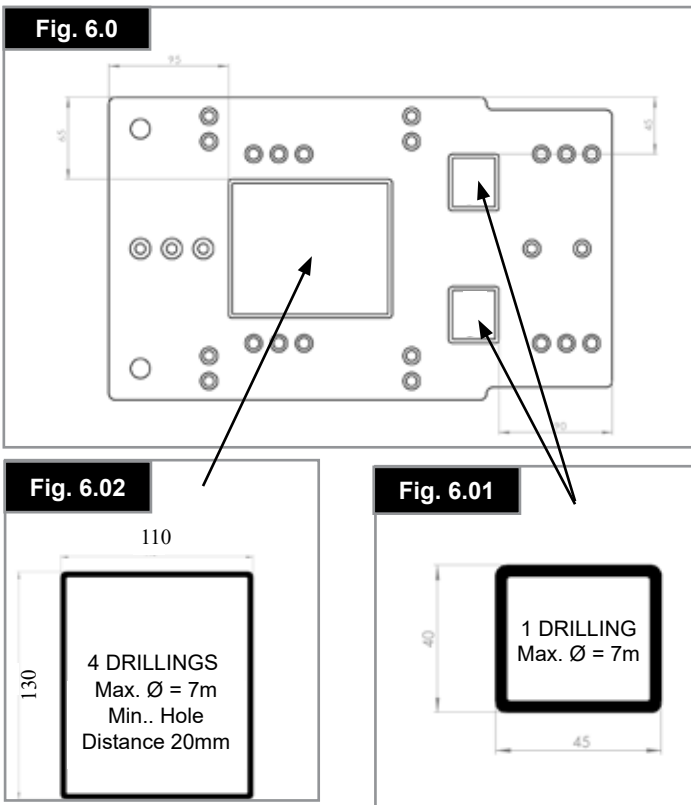 Fig. 6.0
95
65
45
90
Fig. 6.02
110
130
4 DRILLINGS
Max. Ø = 7m
Min.. Hole
Distance 20mm
Fig. 6.01
40
1 DRILLING
Max. Ø = 7m
45